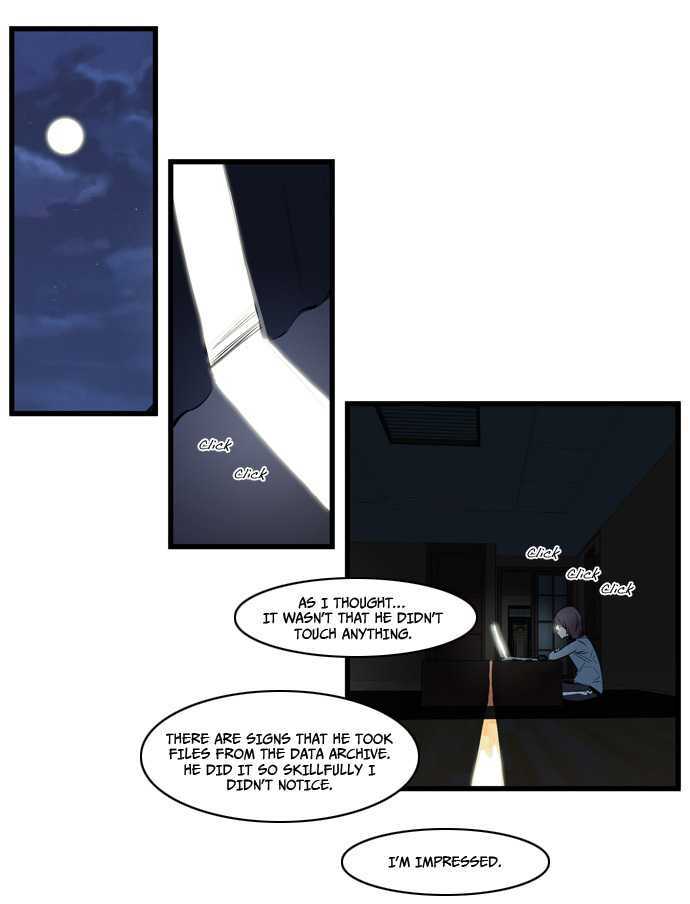 Click
Click
Click
Click
Click
AS I THOUGHT...
IT WASN'T THAT HE DIDN'T
TOUCH ANYTHING.
THERE ARE SIGNS THAT HE TOOK
FILES FROM THE DATA ARCHIVE.
HE DID IT SO SKILLFULLY I
DIDN'T NOTICE.
I'M IMPRESSED.